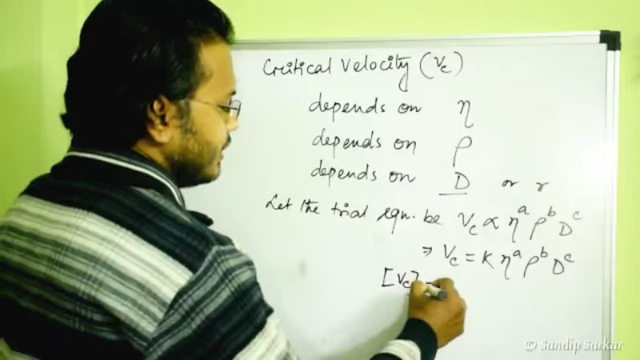 Critical Velocity (Vc)
depends on η
depends on ρ
depends on D or r
Let the trial eqn. be Vc ∝ η^a ρ^b D^c
⇒ Vc = K η^a ρ^b D^c
[Vc]
© Sandip Sarkar